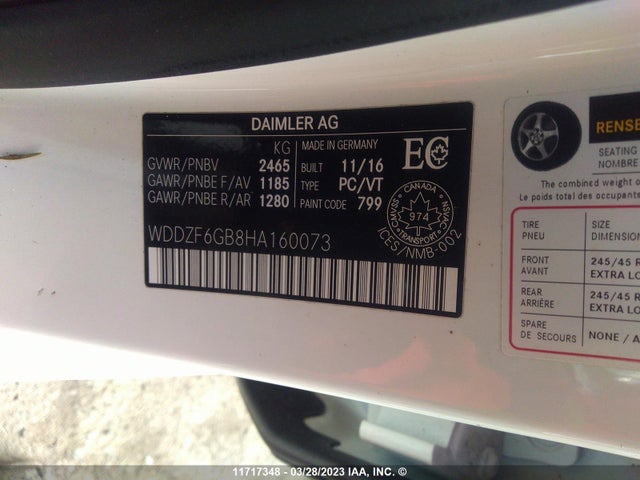 DAIMLER AG
KG MADE IN GERMANY EC
GVWR/PNBV 2465 BUILT 11/16
GAWR/PNBE F/AV 1185 TYPE PC/VT
GAWR/PNBE R/AR 1280 PAINT CODE 799
CANADA
974
TRANSPORT
ICES/NMB-002
WDDZF6GB8HA160073
RENSE
SEATING
NOMBRE
The combined weight of
Le poids total des occup
TIRE SIZE
PNEU DIMENSION
FRONT 245/45 R
AVANT EXTRA LO
REAR 245/45 R
ARRIÈRE EXTRA LO
SPARE NONE / A
DE SECOURS
11717348 - 03/28/2023 IAA, INC. ©